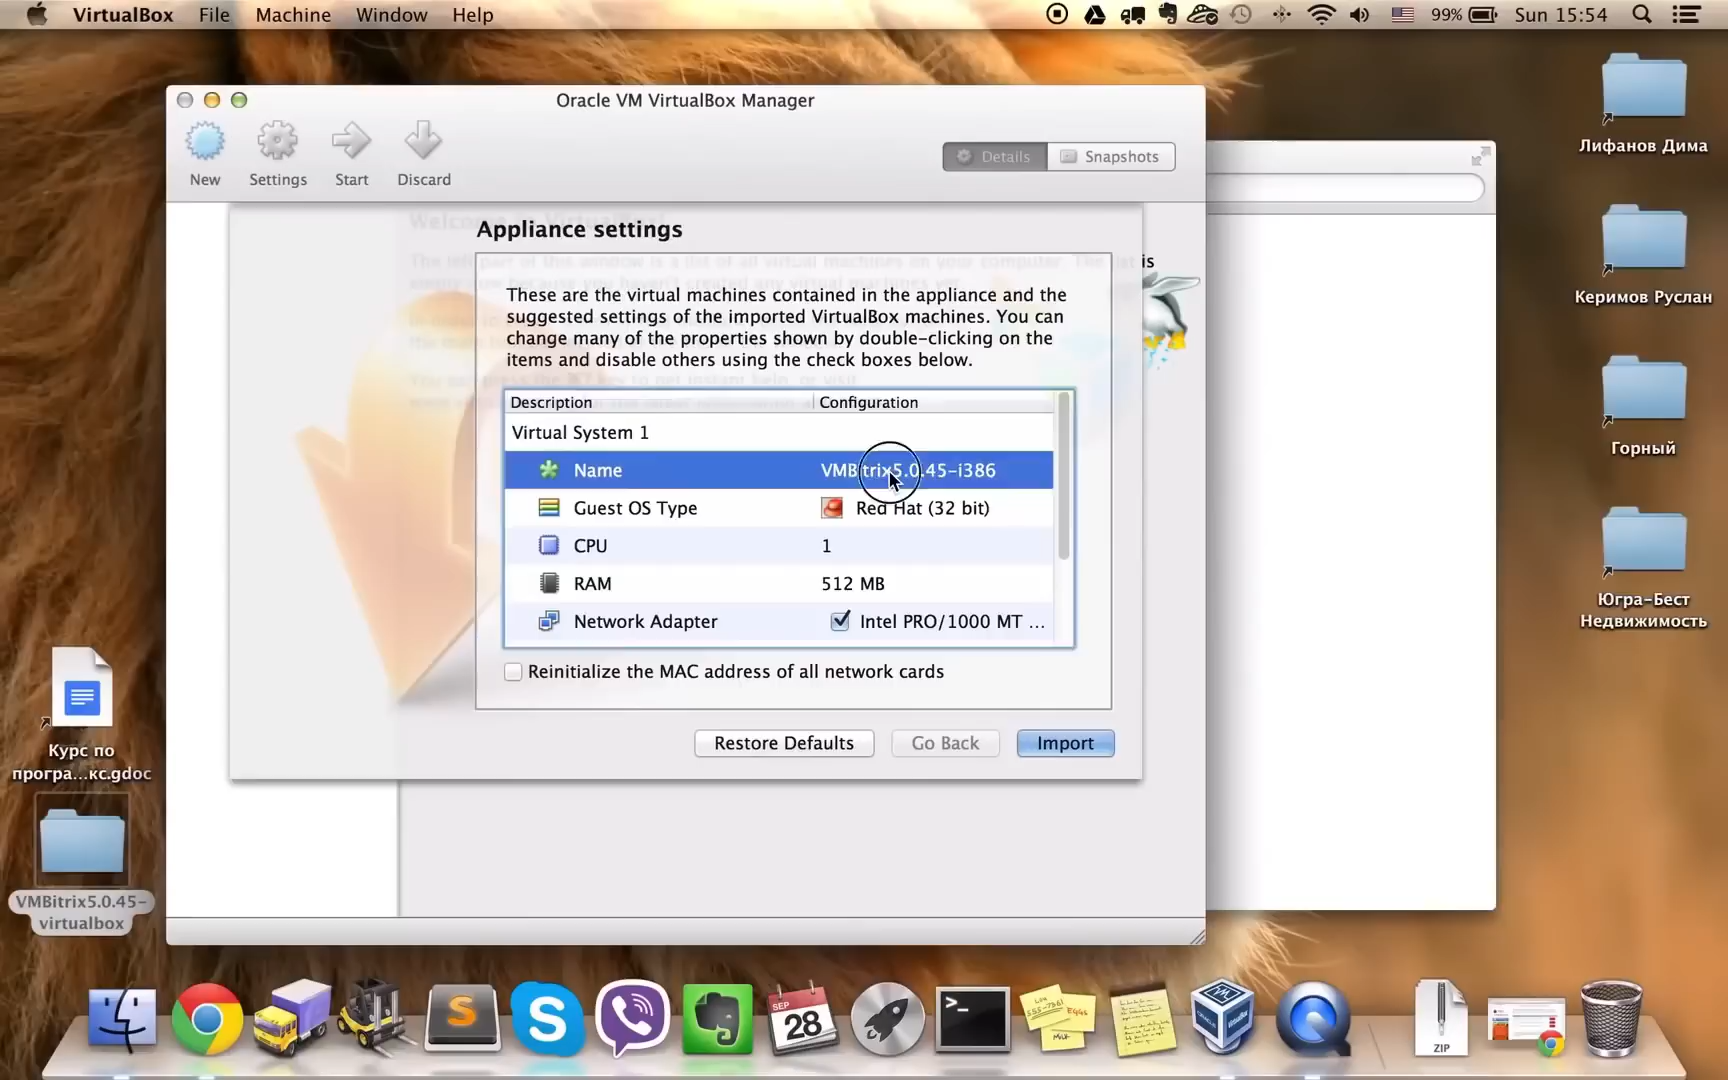 VirtualBox File Machine Window Help
99% Sun 15:54
Oracle VM VirtualBox Manager
New Settings Start Discard
Details Snapshots
Appliance settings
is
These are the virtual machines contained in the appliance and the
suggested settings of the imported VirtualBox machines. You can
change many of the properties shown by double-clicking on the
items and disable others using the check boxes below.
Description Configuration
Virtual System 1
Name VMBitrix5.0.45-i386
Guest OS Type Red Hat (32 bit)
CPU 1
RAM 512 MB
Network Adapter Intel PRO/1000 MT ...
Reinitialize the MAC address of all network cards
Restore Defaults Go Back Import
Лифанов Дима
Керимов Руслан
Горный
Югра-Бест
Недвижимость
Курс по
програ...кс.gdoc
VMBitrix5.0.45-
virtualbox
SEP
28
ZIP